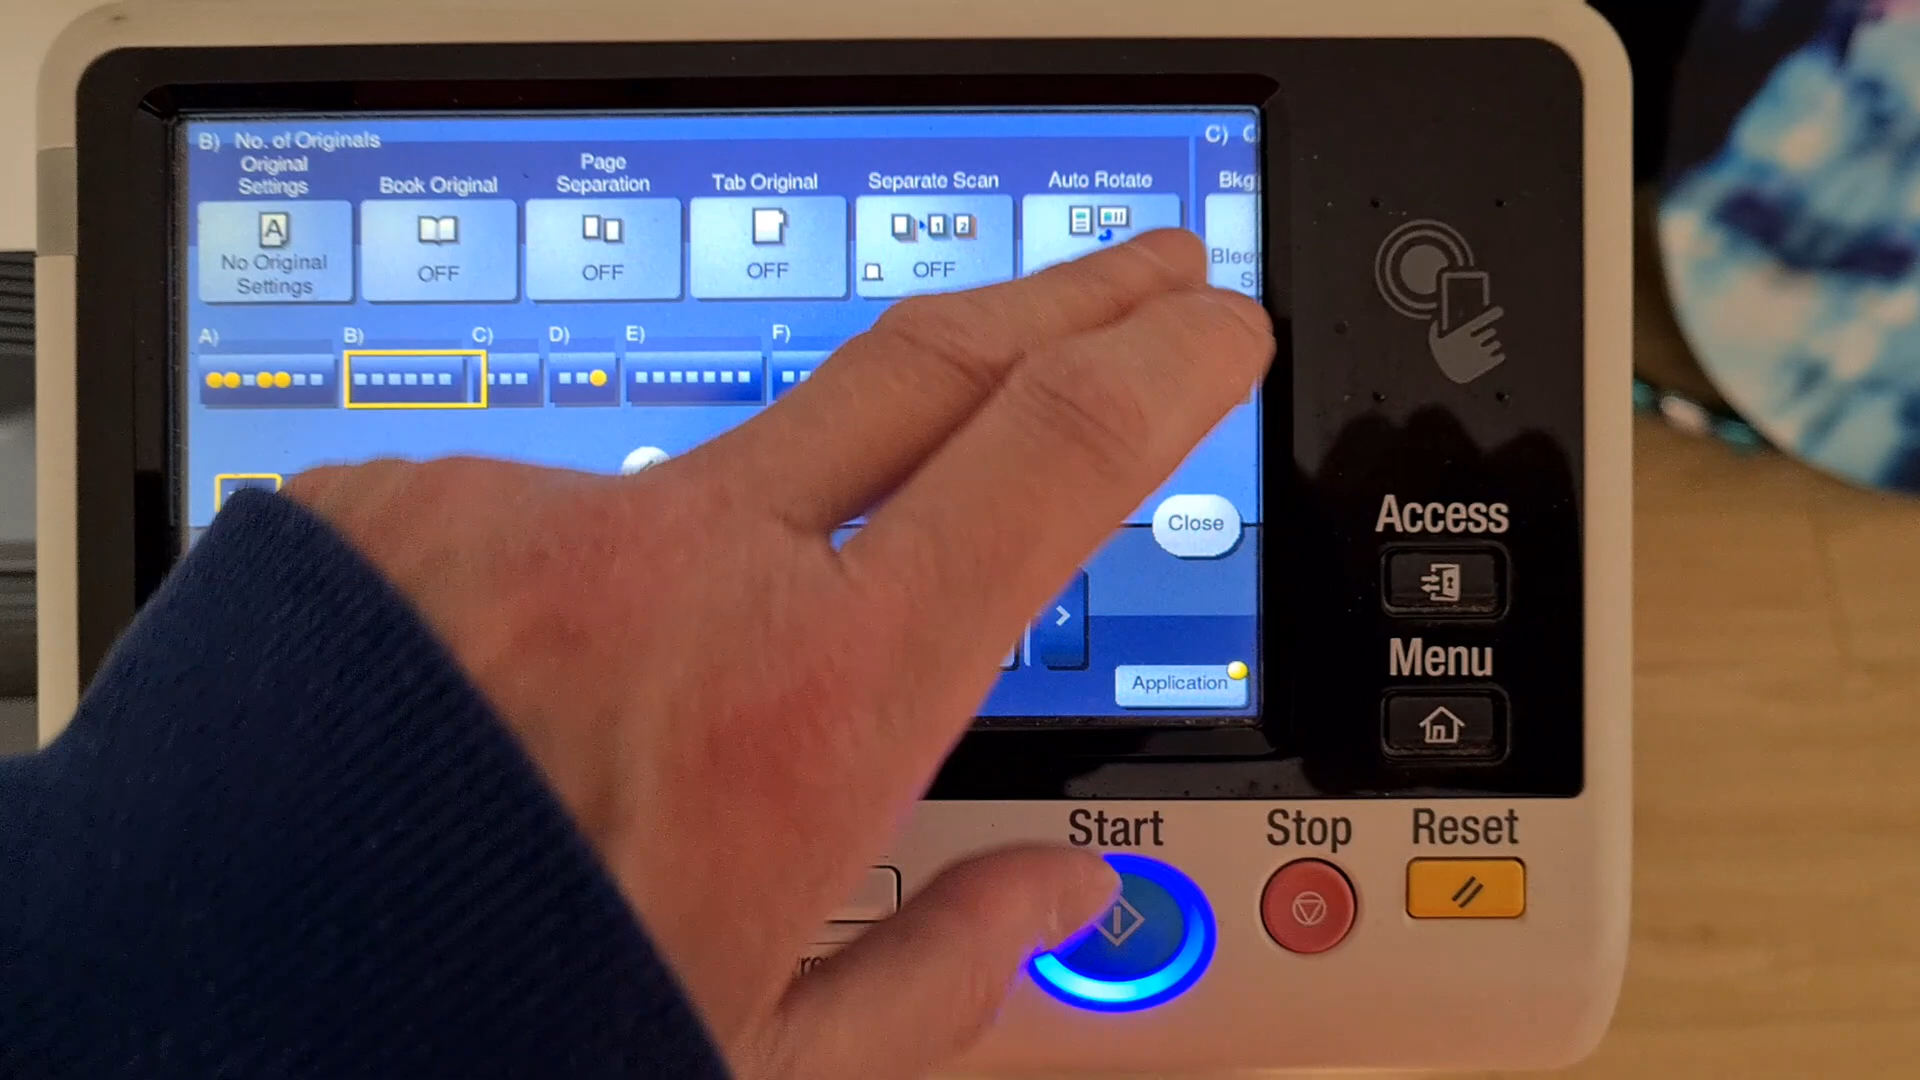 B) No. of Originals
C)
Original Settings
Book Original
Page Separation
Tab Original
Separate Scan
Auto Rotate
No Original Settings
OFF
OFF
OFF
OFF
A)
B)
C)
D)
E)
F)
Close
Application
Access
Menu
Start
Stop
Reset